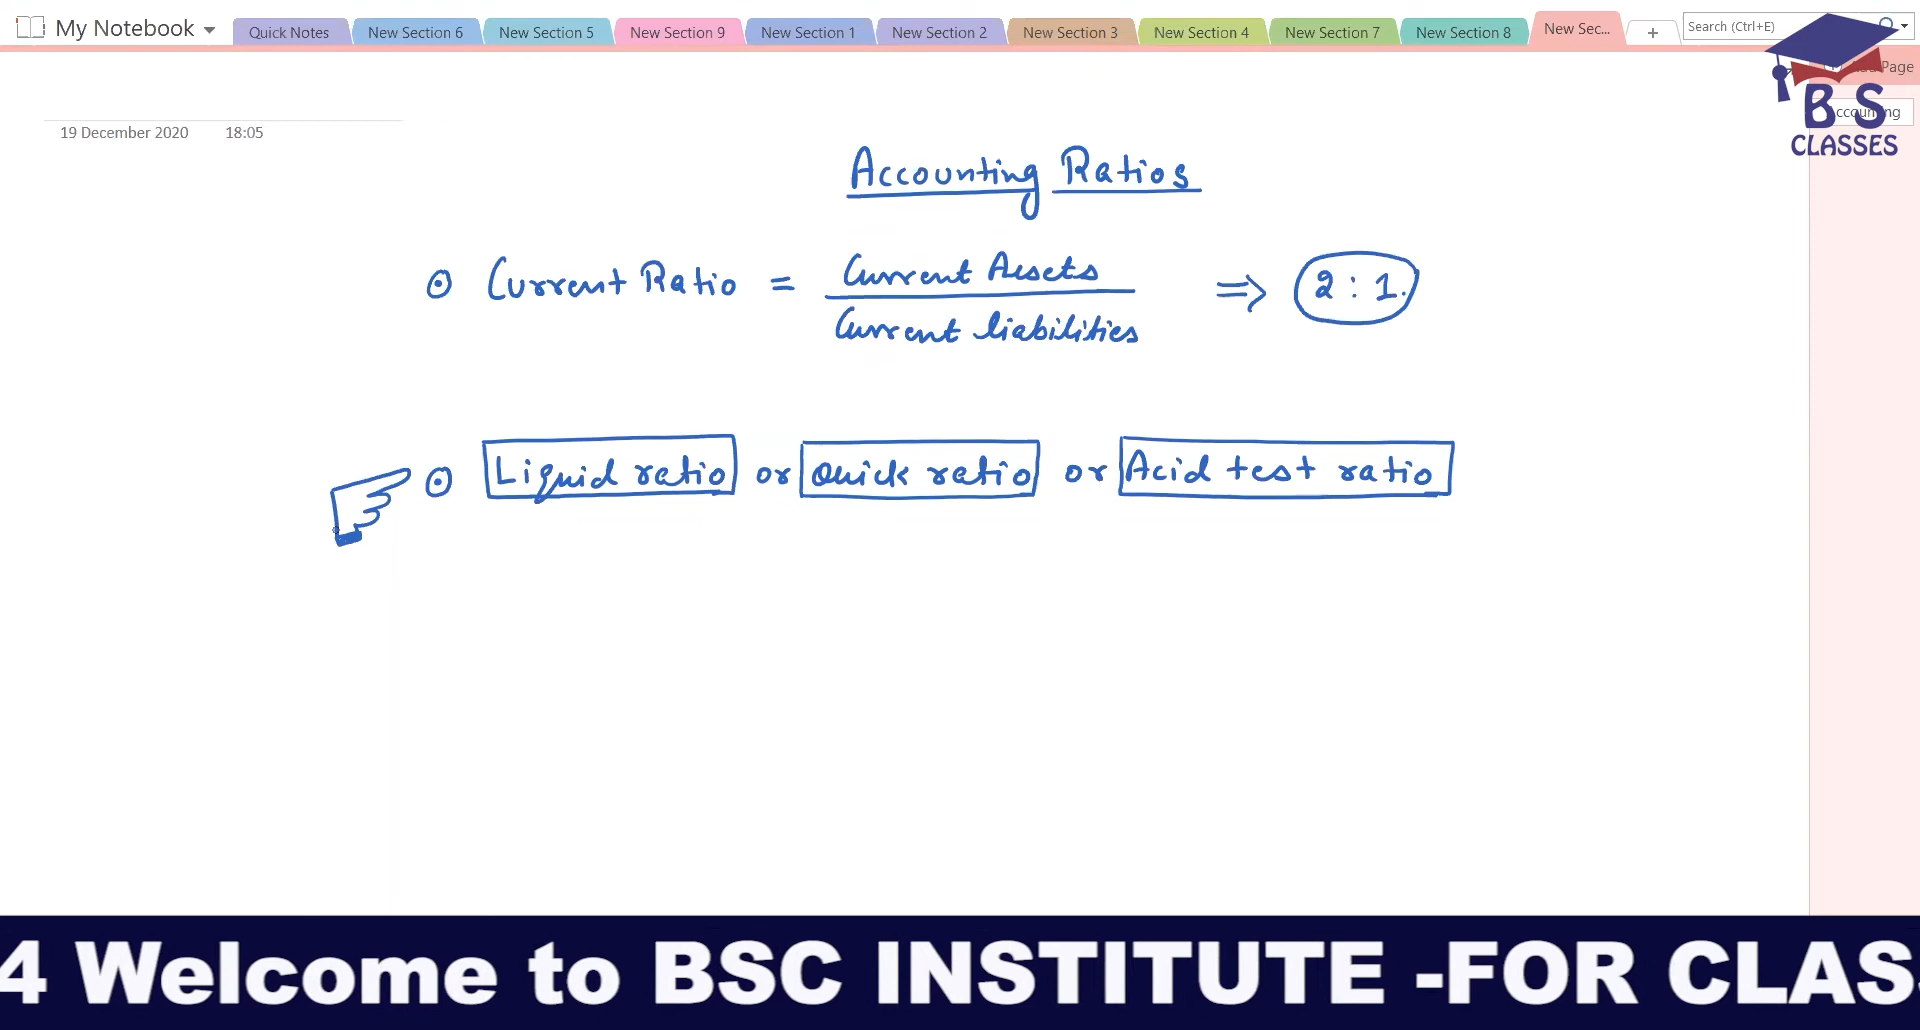 My Notebook
Quick Notes
New Section 6
New Section 5
New Section 9
New Section 1
New Section 2
New Section 3
New Section 4
New Section 7
New Section 8
New Sec...
Search (Ctrl+E)
Page
BS
CLASSES
19 December 2020 18:05
Accounting Ratios
Current Ratio = Current Assets ⇒ 2 : 1.
Current liabilities
Liquid ratio or Quick ratio or Acid test ratio
4 Welcome to BSC INSTITUTE -FOR CLAS